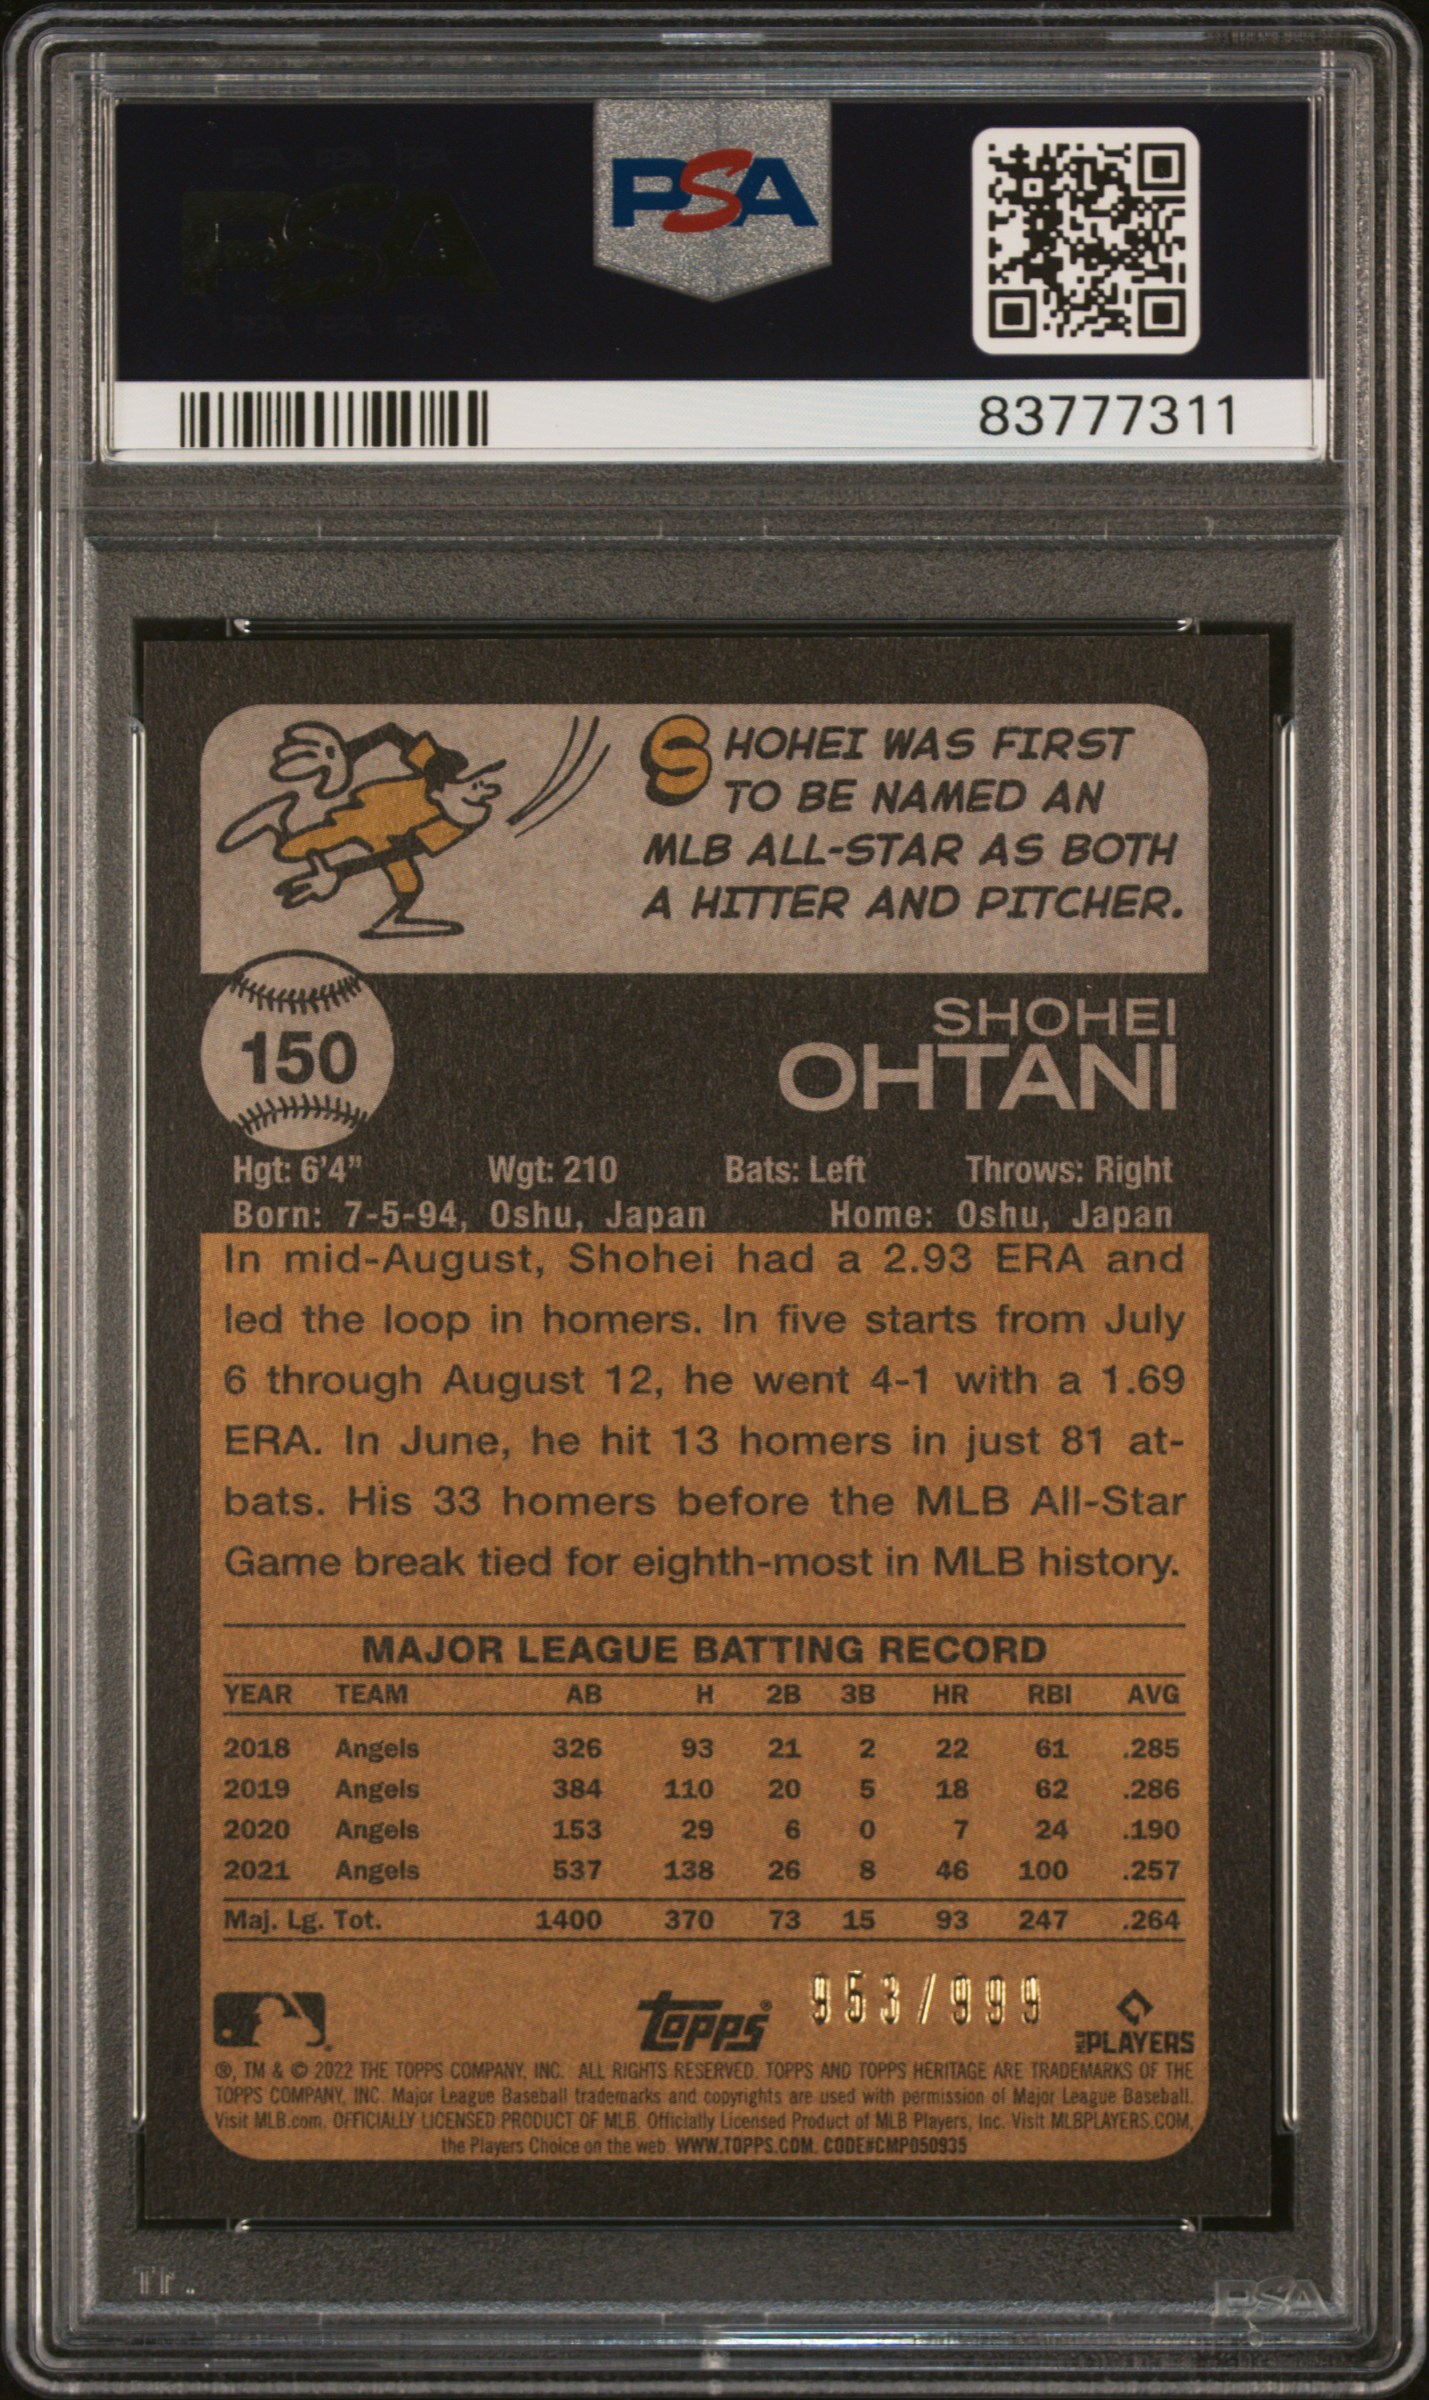 PSA
83777311
SHOHEI WAS FIRST
TO BE NAMED AN
MLB ALL-STAR AS BOTH
A HITTER AND PITCHER.
150
SHOHEI
OHTANI
Hgt: 6'4" Wgt: 210 Bats: Left Throws: Right
Born: 7-5-94, Oshu, Japan Home: Oshu, Japan
In mid-August, Shohei had a 2.93 ERA and
led the loop in homers. In five starts from July
6 through August 12, he went 4-1 with a 1.69
ERA. In June, he hit 13 homers in just 81 at-
bats. His 33 homers before the MLB All-Star
Game break tied for eighth-most in MLB history.
MAJOR LEAGUE BATTING RECORD
YEAR TEAM AB H 2B 3B HR RBI AVG
2018 Angels 326 93 21 2 22 61 .285
2019 Angels 384 110 20 5 18 62 .286
2020 Angels 153 29 6 0 7 24 .190
2021 Angels 537 138 26 8 46 100 .257
Maj. Lg. Tot. 1400 370 73 15 93 247 .264
topps® 953/999 MLB PLAYERS
®, TM & © 2022 THE TOPPS COMPANY, INC. ALL RIGHTS RESERVED. TOPPS AND TOPPS HERITAGE ARE TRADEMARKS OF THE
TOPPS COMPANY, INC. Major League Baseball trademarks and copyrights are used with permission of Major League Baseball.
Visit MLB.com. OFFICIALLY LICENSED PRODUCT OF MLB. Officially Licensed Product of MLB Players, Inc. Visit MLBPLAYERS.COM,
the Players Choice on the web. WWW.TOPPS.COM. CODE#CMP050935
PSA